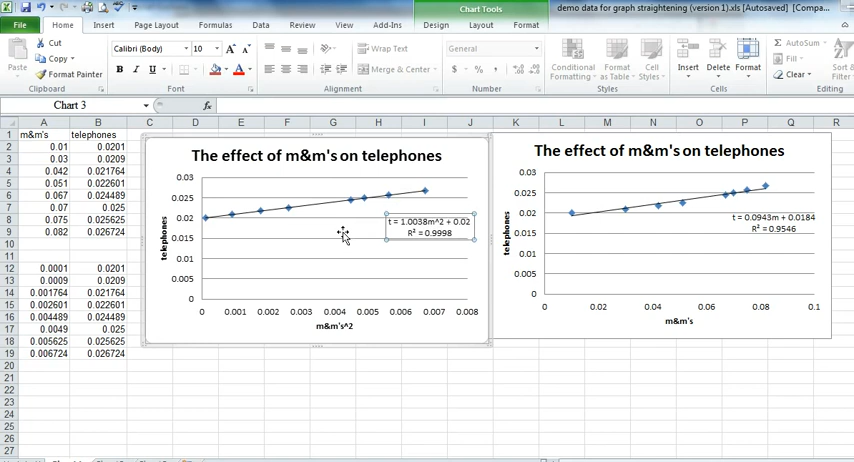 Chart Tools
demo data for graph straightening (version 1).xls [Autosaved] [Compa...
File Home Insert Page Layout Formulas Data Review View Add-Ins Design Layout Format
Cut
Copy
Format Painter
Paste
Clipboard
Calibri (Body) 10
Font
Wrap Text
Merge & Center
Alignment
General
Number
Conditional Formatting
Format as Table
Cell Styles
Styles
Insert Delete Format
Cells
AutoSum
Fill
Clear
Editing
Chart 3
fx
A B C D E F G H I J K L M N O P Q R
1 m&m's telephones
2 0.01 0.0201
3 0.03 0.0209
4 0.042 0.021764
5 0.051 0.022601
6 0.067 0.024489
7 0.07 0.025
8 0.075 0.025625
9 0.082 0.026724
10
11
12 0.0001 0.0201
13 0.0009 0.0209
14 0.001764 0.021764
15 0.002601 0.022601
16 0.004489 0.024489
17 0.0049 0.025
18 0.005625 0.025625
19 0.006724 0.026724
20
21
22
23
24
25
26
27
The effect of m&m's on telephones
0.03
0.025
0.02
0.015
0.01
0.005
0
0 0.001 0.002 0.003 0.004 0.005 0.006 0.007 0.008
telephones
m&m's^2
t = 1.0038m^2 + 0.02
R² = 0.9998
The effect of m&m's on telephones
0.03
0.025
0.02
0.015
0.01
0.005
0
0 0.02 0.04 0.06 0.08 0.1
telephones
m&m's
t = 0.0943m + 0.0184
R² = 0.9546